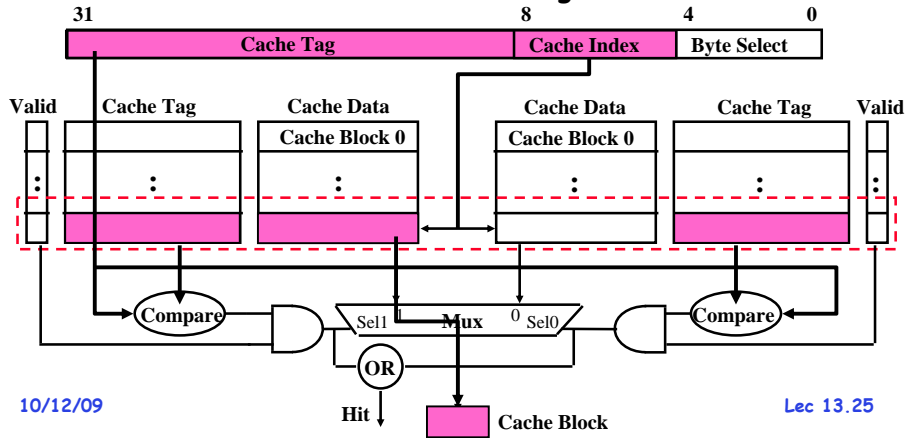 31 8 4 0
Cache Tag Cache Index Byte Select
Valid Cache Tag Cache Data Cache Data Cache Tag Valid
Cache Block 0 Cache Block 0
: : : : : :
Compare Sel1 1 Mux 0 Sel0 Compare
OR
Hit
Cache Block
10/12/09 Lec 13.25